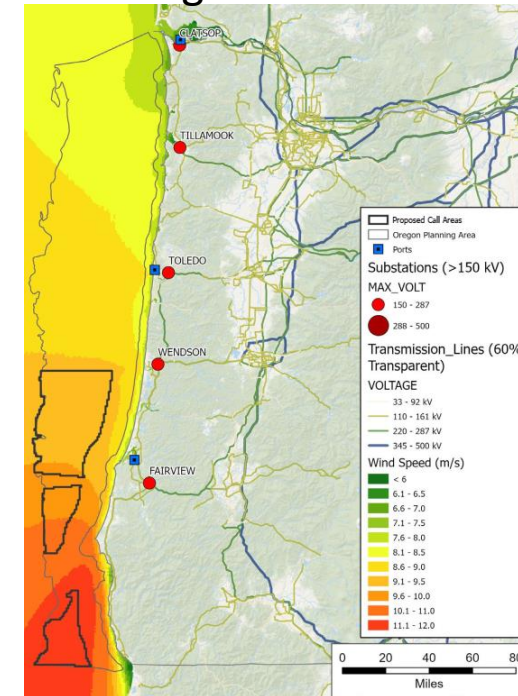 CLATSOP
TILLAMOOK
TOLEDO
WENDSON
FAIRVIEW
Proposed Call Areas
Oregon Planning Area
Ports
Substations (>150 kV)
MAX_VOLT
150 - 287
288 - 500
Transmission_Lines (60%
Transparent)
VOLTAGE
33 - 92 kV
110 - 161 kV
220 - 287 kV
345 - 500 kV
Wind Speed (m/s)
< 6
6.1 - 6.5
6.6 - 7.0
7.1 - 7.5
7.6 - 8.0
8.1 - 8.5
8.6 - 9.0
9.1 - 9.5
9.6 - 10.0
10.1 - 11.0
11.1 - 12.0
0 20 40 60 80
Miles